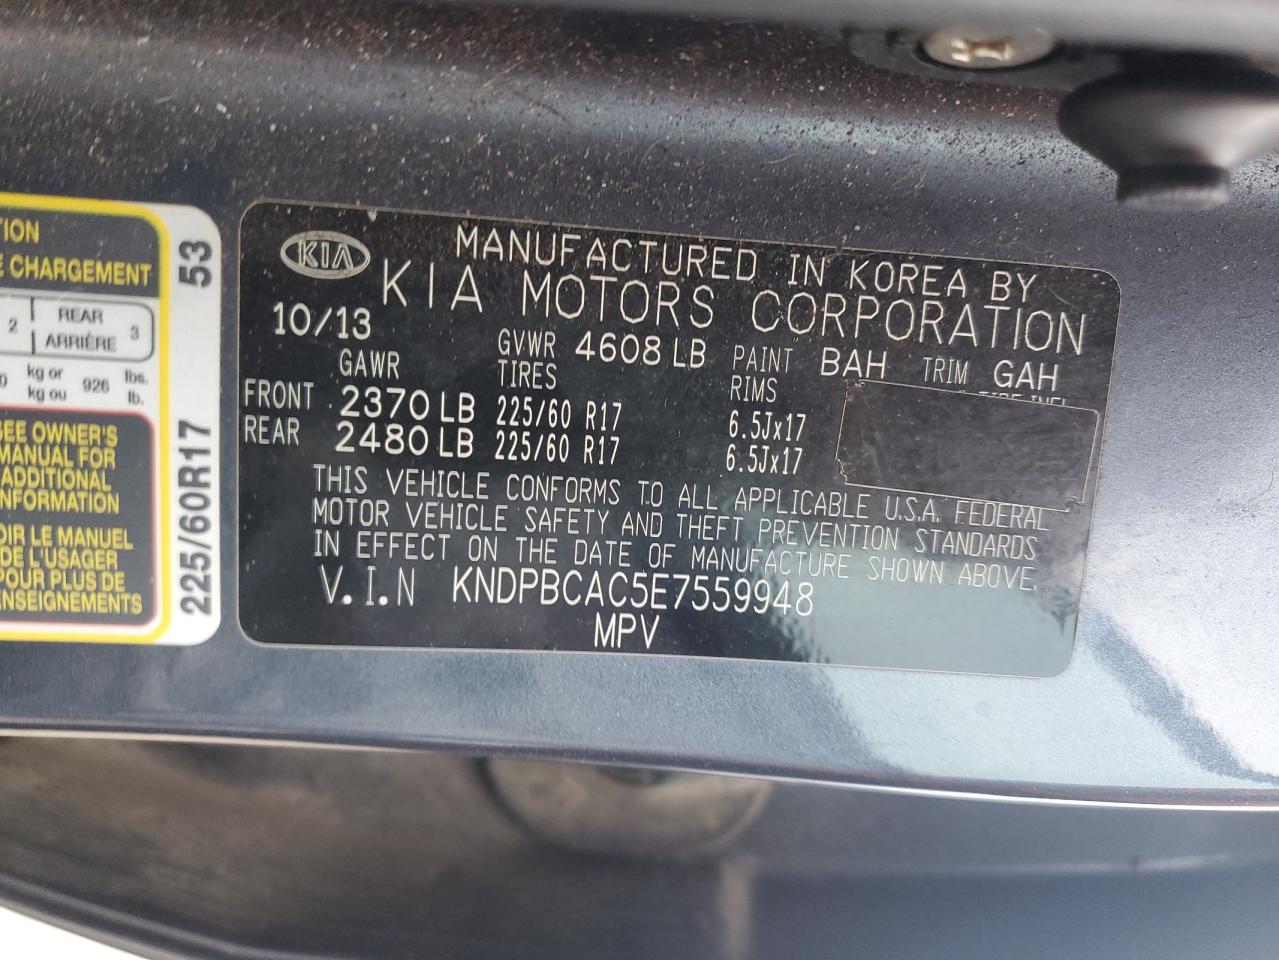 TION
E CHARGEMENT
2 REAR 3
ARRIÈRE
kg or 926 lbs.
kg ou lb.
SEE OWNER'S
MANUAL FOR
ADDITIONAL
INFORMATION
VOIR LE MANUEL
DE L'USAGER
POUR PLUS DE
RENSEIGNEMENTS
225/60R17 53
KIA
MANUFACTURED IN KOREA BY
KIA MOTORS CORPORATION
10/13
GVWR 4608 LB PAINT BAH TRIM GAH
GAWR TIRES RIMS
FRONT 2370 LB 225/60 R17 6.5Jx17
REAR 2480 LB 225/60 R17 6.5Jx17
THIS VEHICLE CONFORMS TO ALL APPLICABLE U.S.A. FEDERAL
MOTOR VEHICLE SAFETY AND THEFT PREVENTION STANDARDS
IN EFFECT ON THE DATE OF MANUFACTURE SHOWN ABOVE.
V.I.N KNDPBCAC5E7559948
MPV